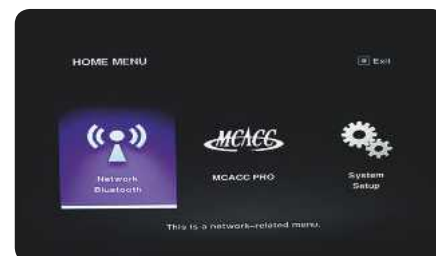 HOME MENU
Exit
MCACC
Network
Bluetooth
MCACC PRO
System
Setup
This is a network-related menu.